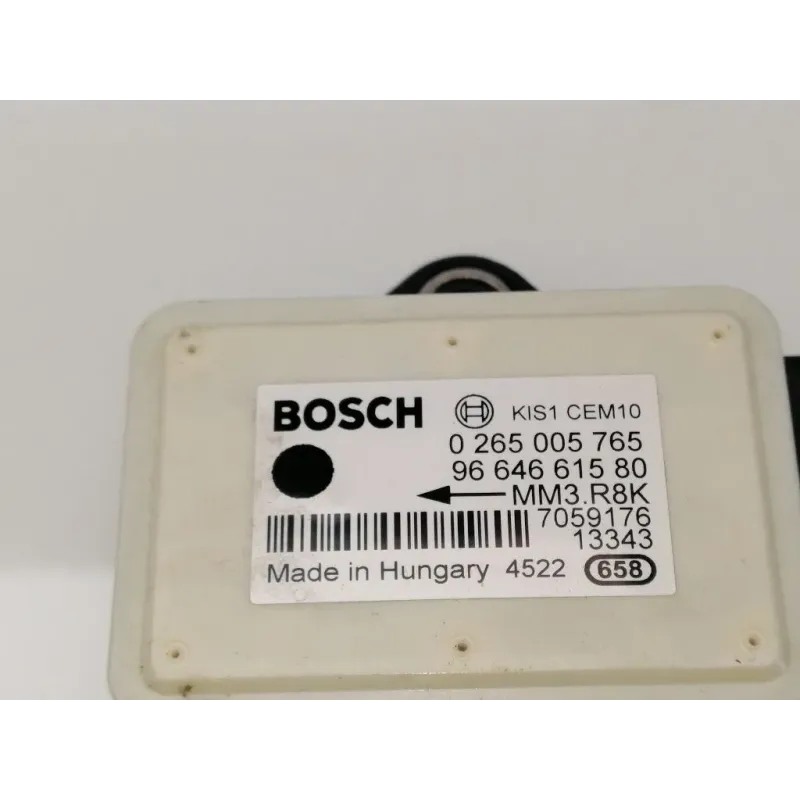 BOSCH KIS1 CEM10
0 265 005 765
96 646 615 80
MM3.R8K
7059176
13343
Made in Hungary 4522 658